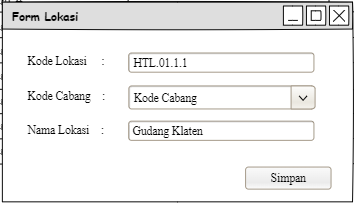 Form Lokasi
Kode Lokasi : HTL.01.1.1
Kode Cabang : Kode Cabang
Nama Lokasi : Gudang Klaten
Simpan